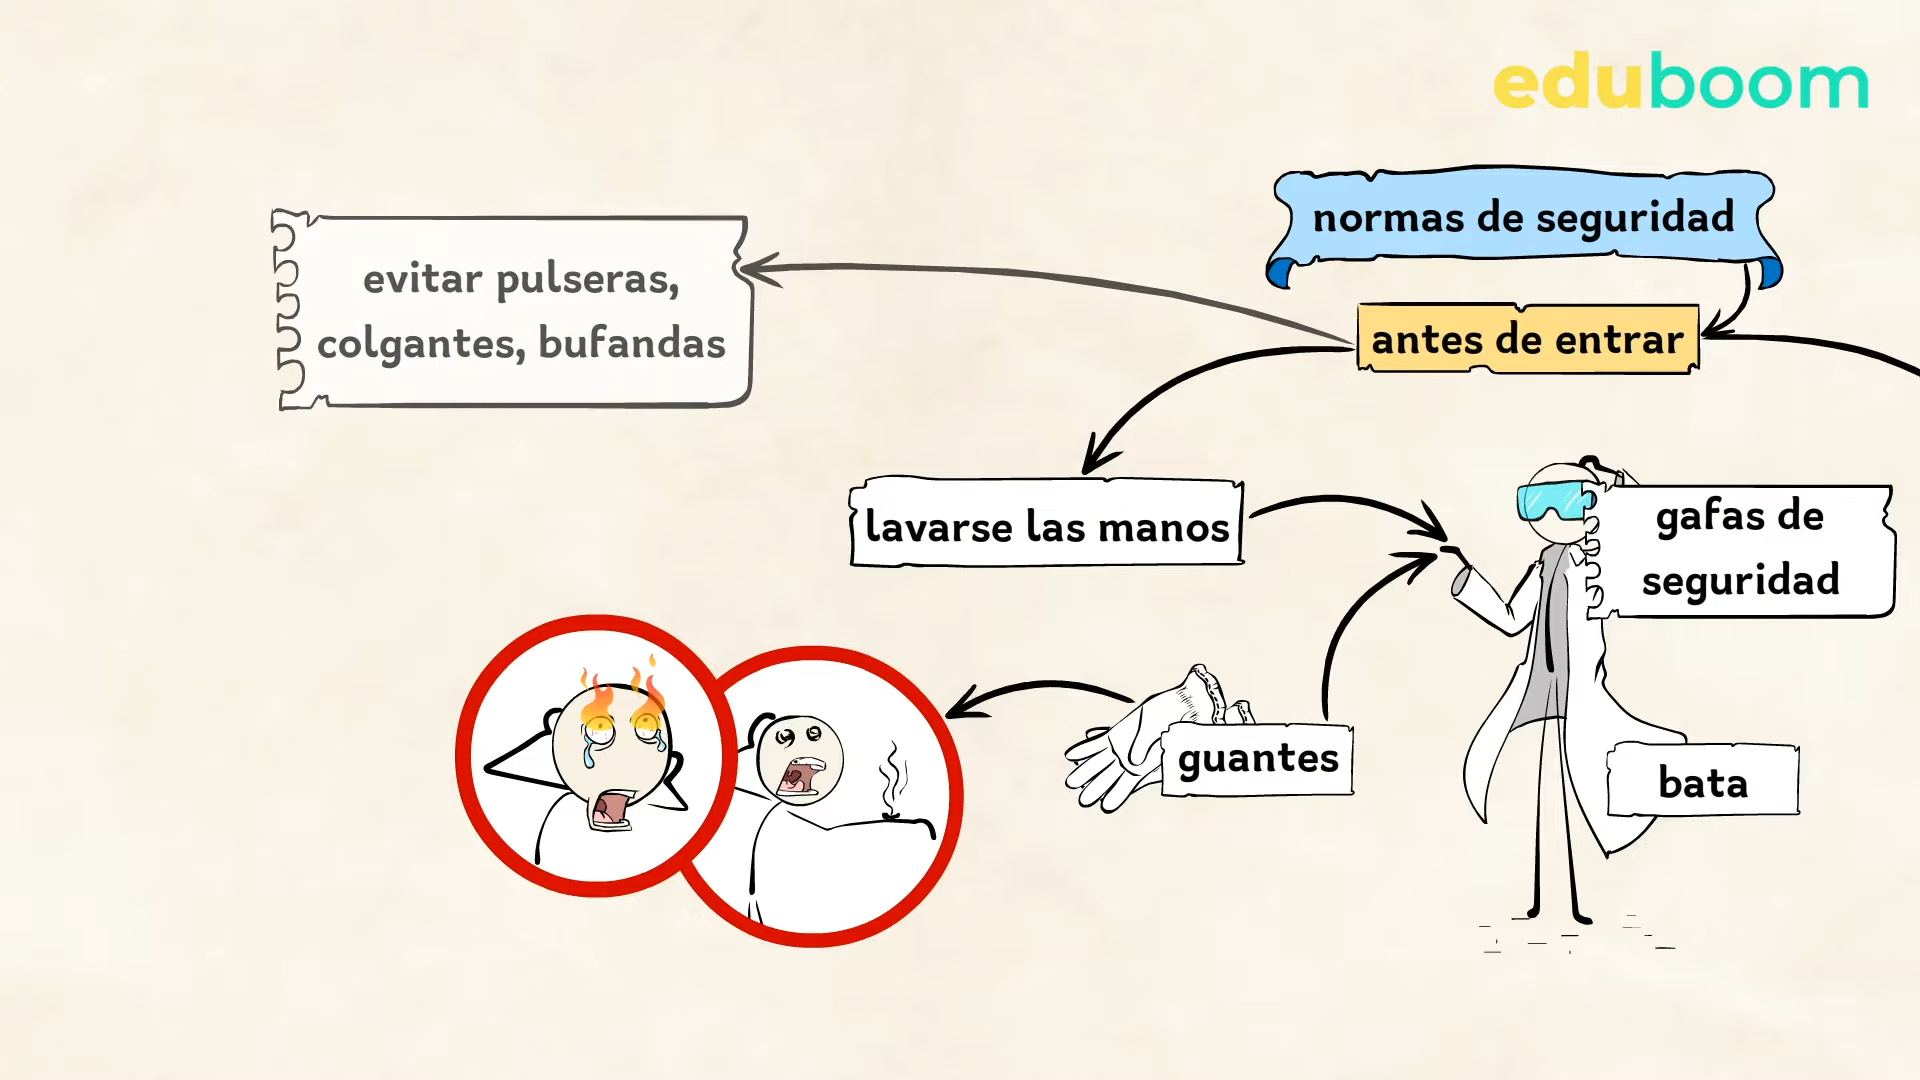 eduboom
normas de seguridad
evitar pulseras,
colgantes, bufandas
antes de entrar
lavarse las manos
gafas de
seguridad
guantes
bata